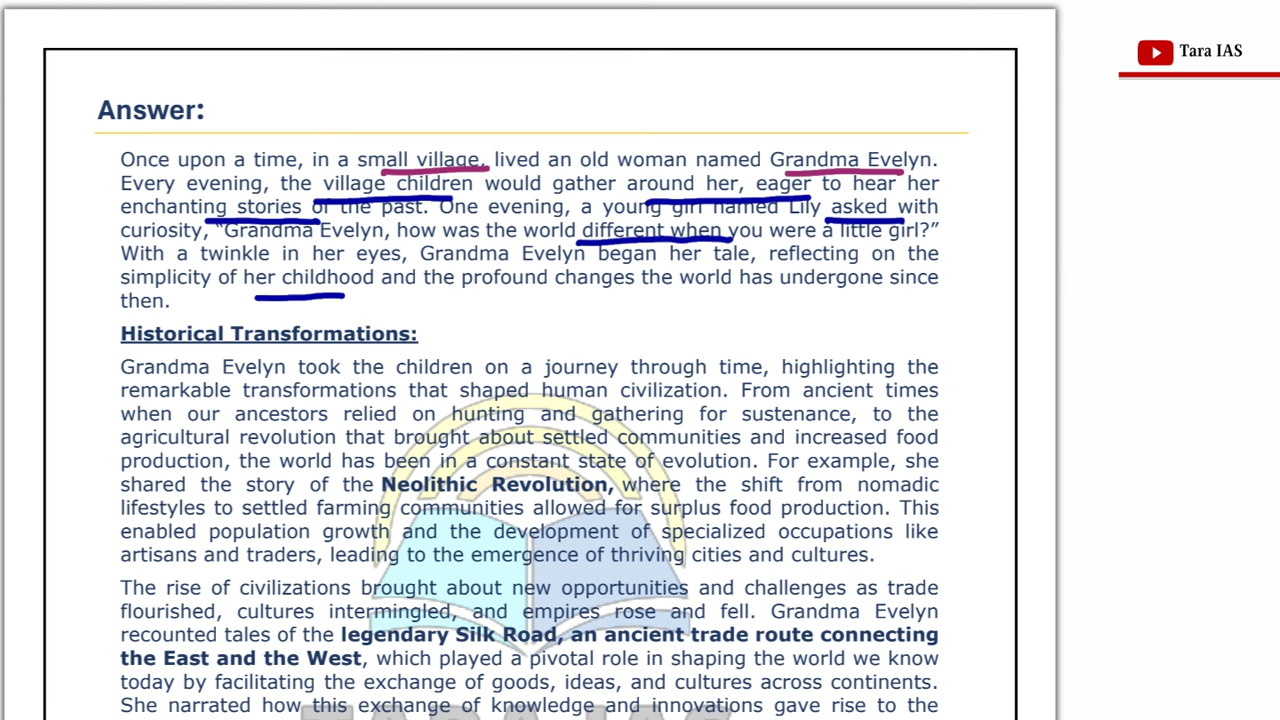 Tara IAS
Answer:
Once upon a time, in a small village, lived an old woman named Grandma Evelyn.
Every evening, the village children would gather around her, eager to hear her
enchanting stories of the past. One evening, a young girl named Lily asked with
curiosity, “Grandma Evelyn, how was the world different when you were a little girl?”
With a twinkle in her eyes, Grandma Evelyn began her tale, reflecting on the
simplicity of her childhood and the profound changes the world has undergone since
then.
Historical Transformations:
Grandma Evelyn took the children on a journey through time, highlighting the
remarkable transformations that shaped human civilization. From ancient times
when our ancestors relied on hunting and gathering for sustenance, to the
agricultural revolution that brought about settled communities and increased food
production, the world has been in a constant state of evolution. For example, she
shared the story of the Neolithic Revolution, where the shift from nomadic
lifestyles to settled farming communities allowed for surplus food production. This
enabled population growth and the development of specialized occupations like
artisans and traders, leading to the emergence of thriving cities and cultures.
The rise of civilizations brought about new opportunities and challenges as trade
flourished, cultures intermingled, and empires rose and fell. Grandma Evelyn
recounted tales of the legendary Silk Road, an ancient trade route connecting
the East and the West, which played a pivotal role in shaping the world we know
today by facilitating the exchange of goods, ideas, and cultures across continents.
She narrated how this exchange of knowledge and innovations gave rise to the